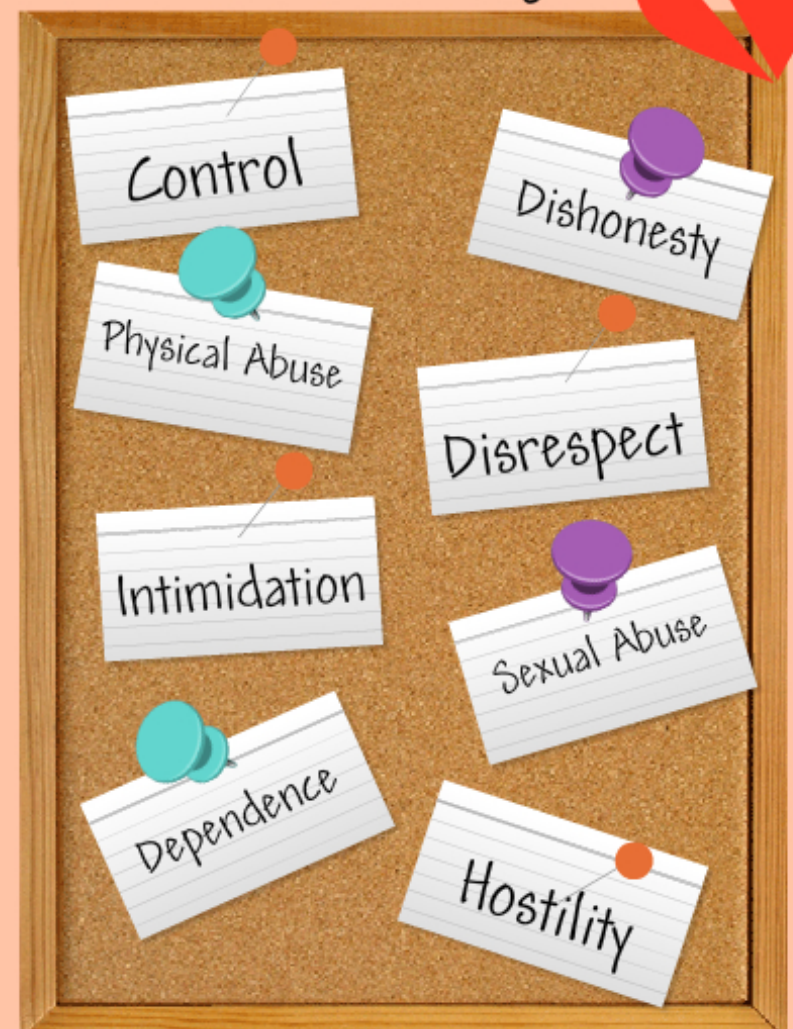 Control
Dishonesty
Physical Abuse
Disrespect
Intimidation
Sexual Abuse
Dependence
Hostility